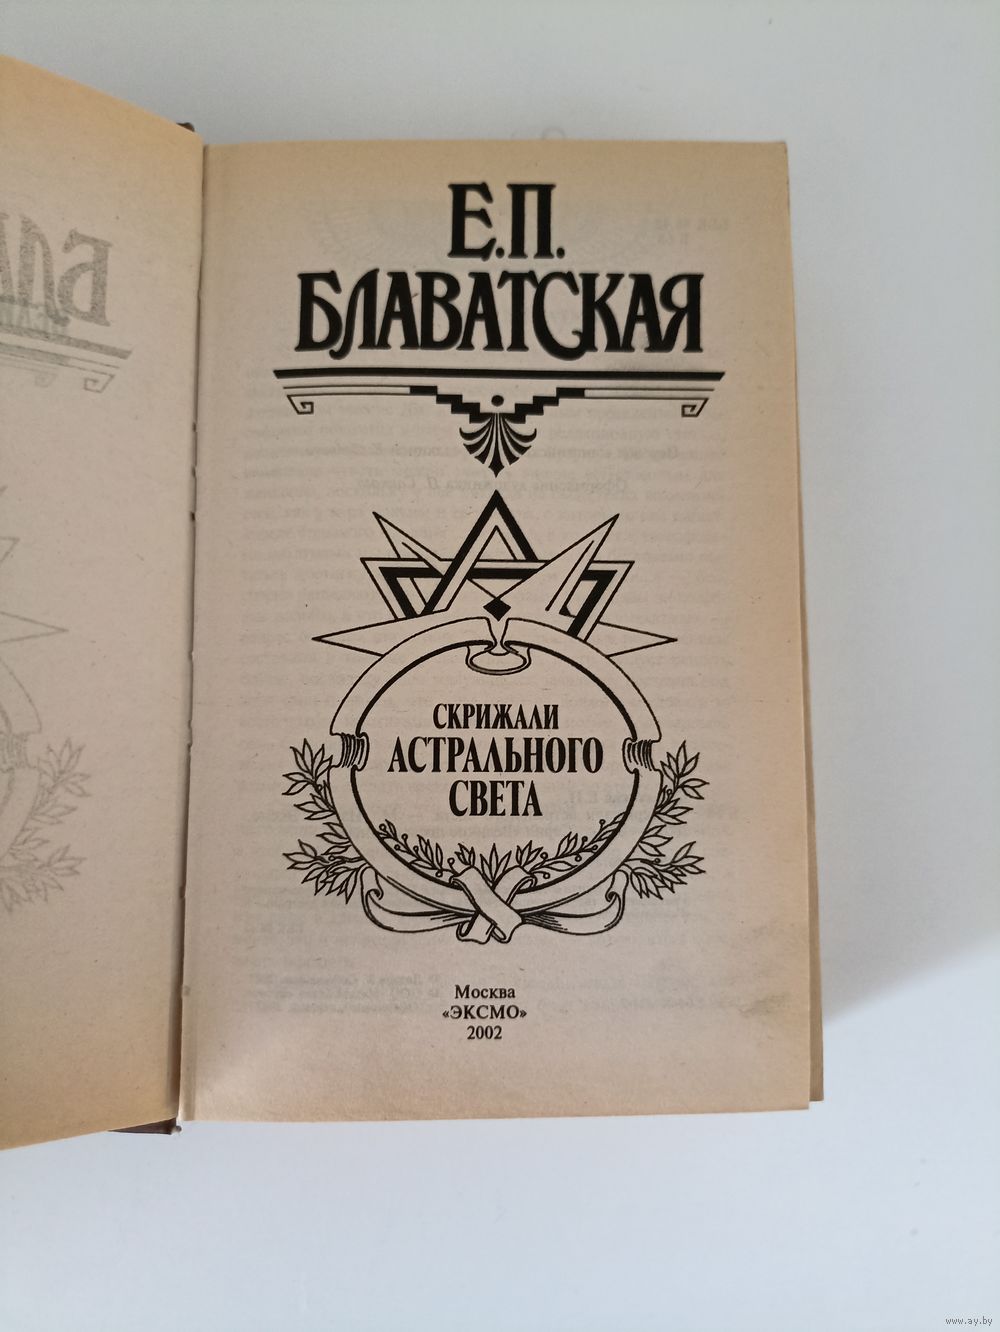 Е.П.
БЛАВАТСКАЯ
СКРИЖАЛИ
АСТРАЛЬНОГО
СВЕТА
Москва
«ЭКСМО»
2002
www.ay.by